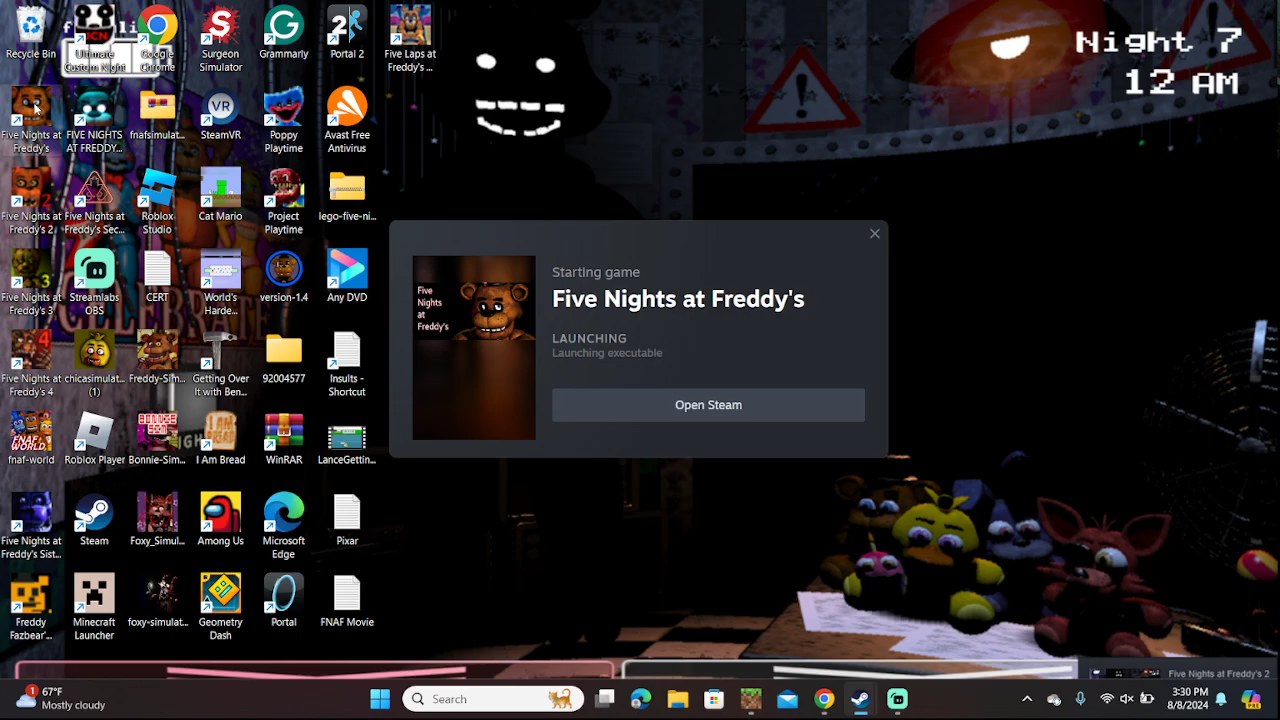 Recycle Bin
Ultimate
Custom Night
Google
Chrome
Surgeon
Simulator
Grammarly
Portal 2
Five Laps at
Freddy's ...
Night 7
12 AM
Five Nights at
Freddy's
FIVE NIGHTS
AT FREDDY...
fnafsimulat...
VR
SteamVR
Poppy
Playtime
Avast Free
Antivirus
Five Nights at
Freddy's 2
Five Nights at
Freddy's Sec...
Roblox
Studio
Cat Mario
Project
Playtime
lego-five-ni...
Five Nights at
Freddy's 3
Streamlabs
OBS
CERT
World's
Harde...
version-1.4
Any DVD
Five Nights at
Freddy's 4
chicasimulat...
(1)
Freddy-Sim...
Getting Over
It with Ben...
92004577
Insults -
Shortcut
fnaf-world
Roblox Player
Bonnie-Sim...
I Am Bread
WinRAR
LanceGettin...
Five Nights at
Freddy's Sist...
Steam
Foxy_Simul...
Among Us
Microsoft
Edge
Pixar
Freddy
Fazbear'...
Minecraft
Launcher
foxy-simulat...
Geometry
Dash
Portal
FNAF Movie
Starting game
Five Nights at Freddy's
LAUNCHING
Launching executable
Open Steam
Five
Nights
at
Freddy's
CELEBRATE
Five Nights at Freddy's 2
1
67°F
Mostly cloudy
Search
3:30 PM
8/8/2024